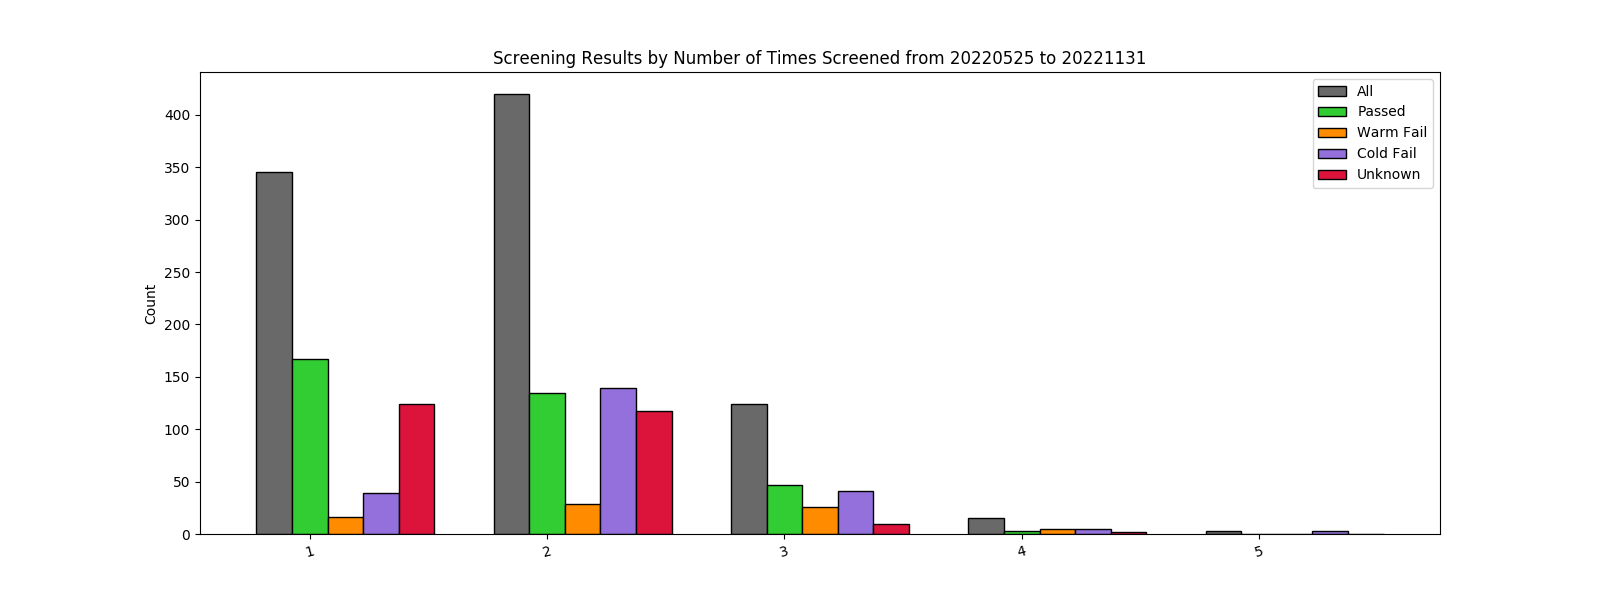 Screening Results by Number of Times Screened from 20220525 to 20221131
All
Passed
Warm Fail
Cold Fail
Unknown
Count
400
350
300
250
200
150
100
50
0
1 2 3 4 5